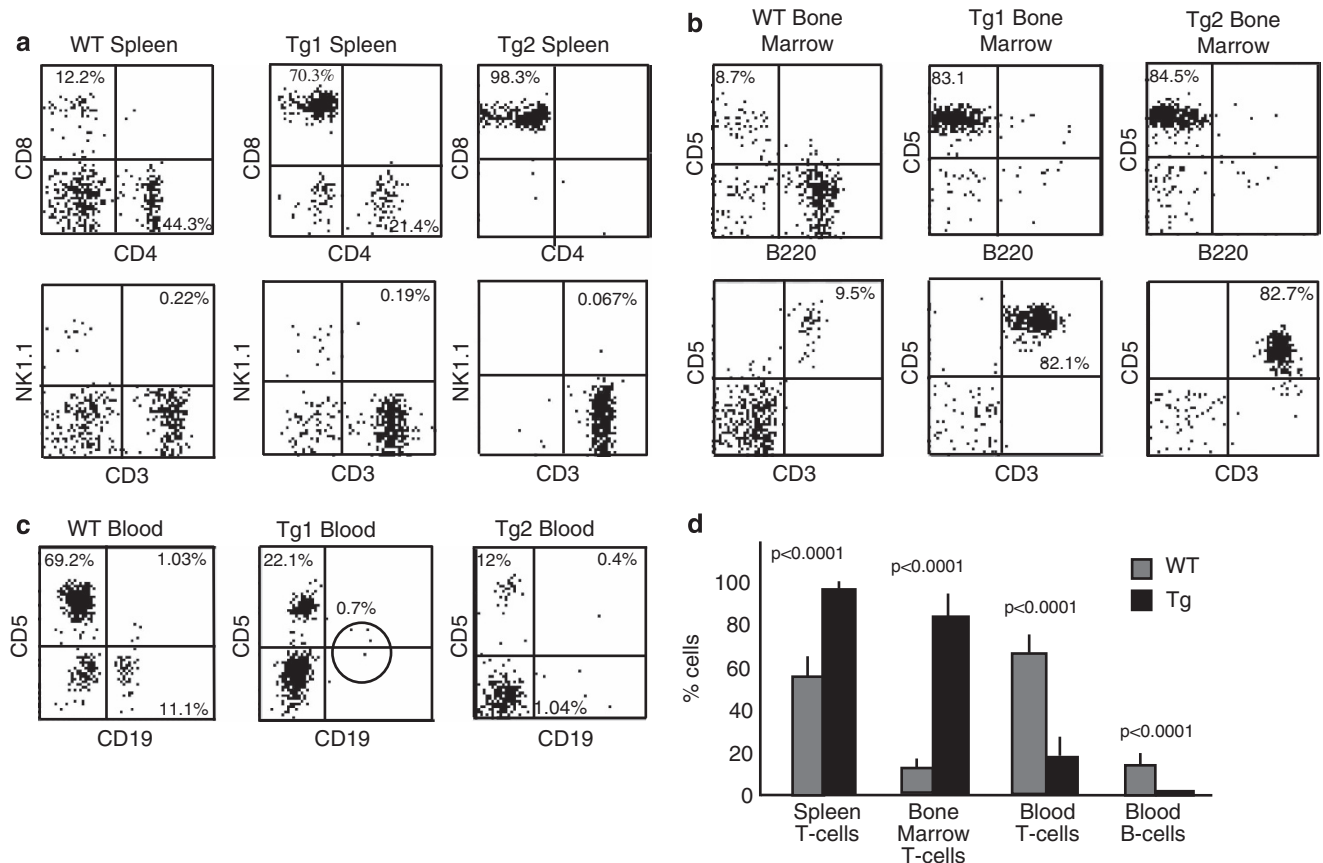 a
WT Spleen
Tg1 Spleen
Tg2 Spleen
12.2%
70.3%
98.3%
CD8
CD8
CD8
44.3%
21.4%
CD4
CD4
CD4
0.22%
0.19%
0.067%
NK1.1
NK1.1
NK1.1
CD3
CD3
CD3
b
WT Bone
Marrow
Tg1 Bone
Marrow
Tg2 Bone
Marrow
8.7%
83.1
84.5%
CD5
CD5
CD5
B220
B220
B220
9.5%
82.1%
82.7%
CD5
CD5
CD5
CD3
CD3
CD3
c
WT Blood
Tg1 Blood
Tg2 Blood
69.2%
1.03%
22.1%
0.7%
12%
0.4%
CD5
CD5
CD5
11.1%
1.04%
CD19
CD19
CD19
d
p<0.0001
p<0.0001
p<0.0001
p<0.0001
WT
Tg
% cells
100
80
60
40
20
0
Spleen
T-cells
Bone
Marrow
T-cells
Blood
T-cells
Blood
B-cells